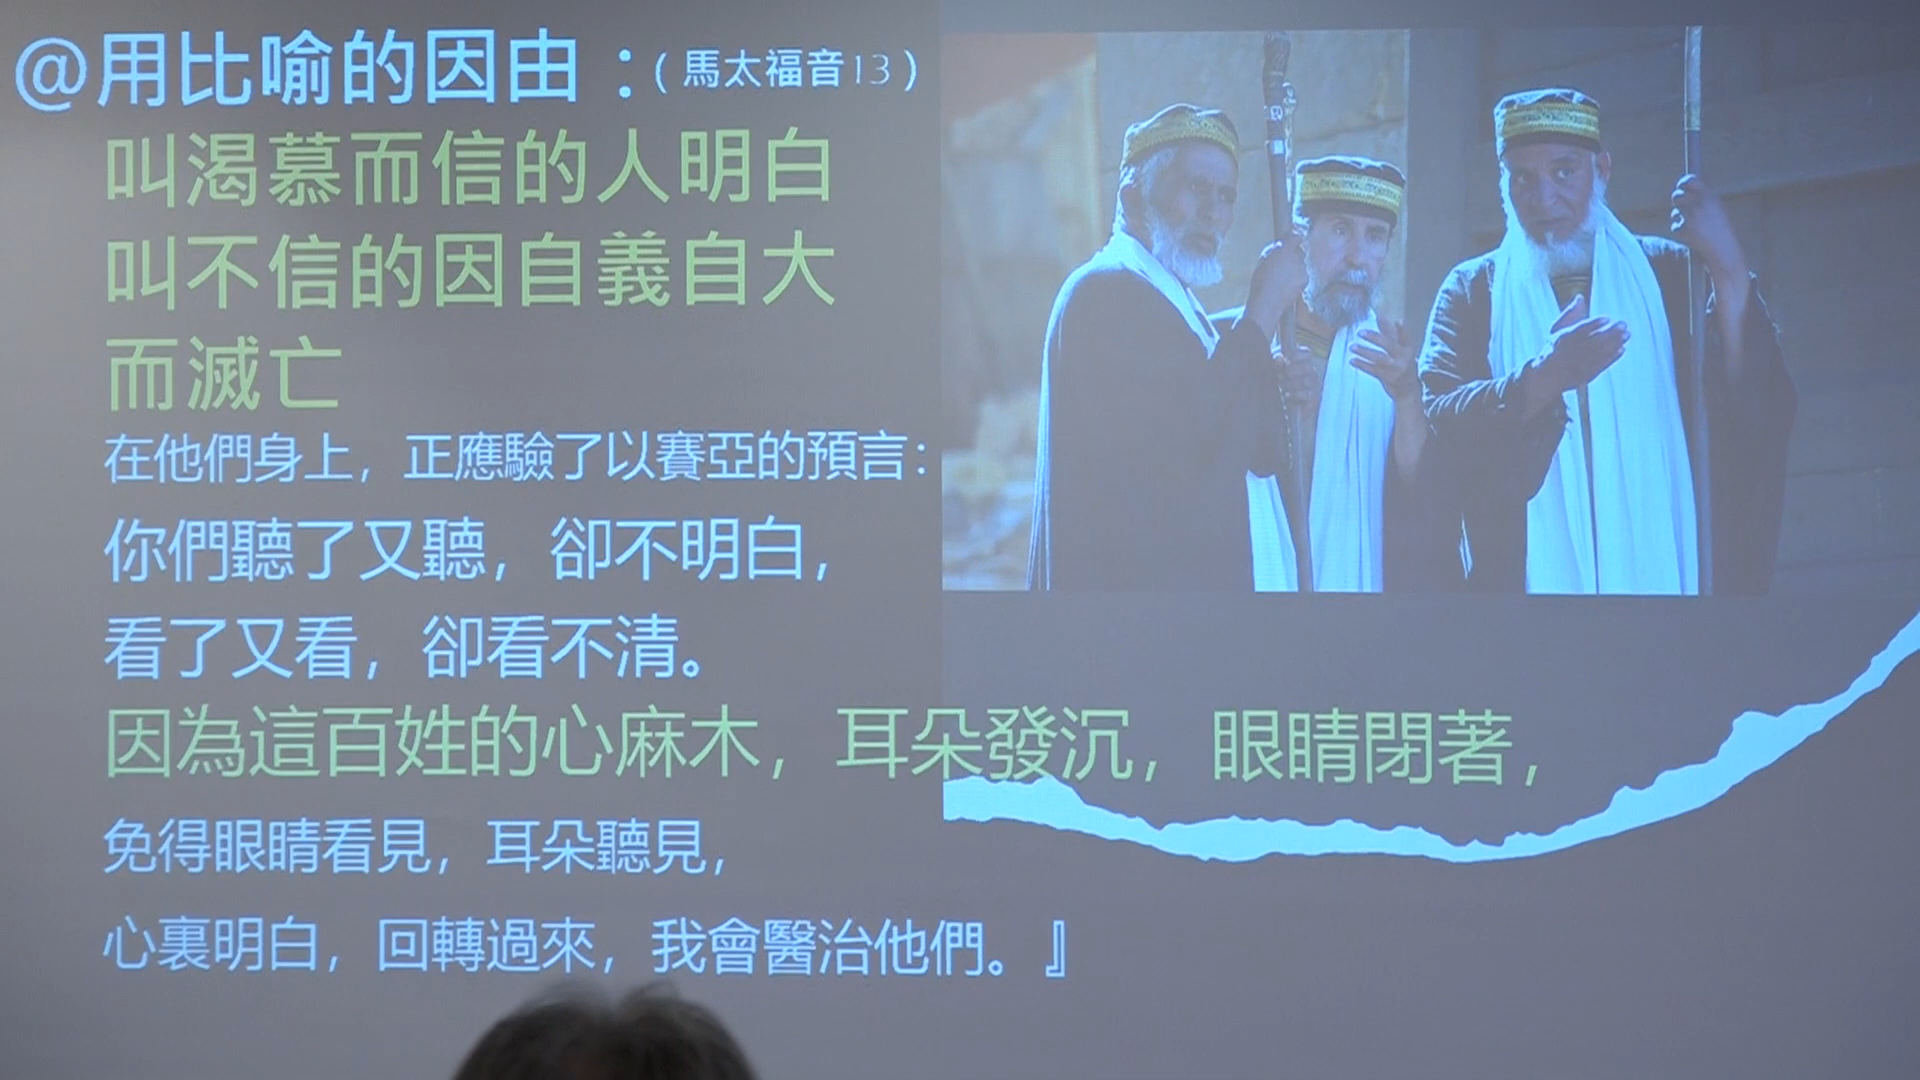 @用比喻的因由：(馬太福音13)
叫渴慕而信的人明白
叫不信的因自義自大
而滅亡
在他們身上，正應驗了以賽亞的預言：
你們聽了又聽，卻不明白，
看了又看，卻看不清。
因為這百姓的心麻木，耳朵發沉，眼睛閉著，
免得眼睛看見，耳朵聽見，
心裏明白，回轉過來，我會醫治他們。』